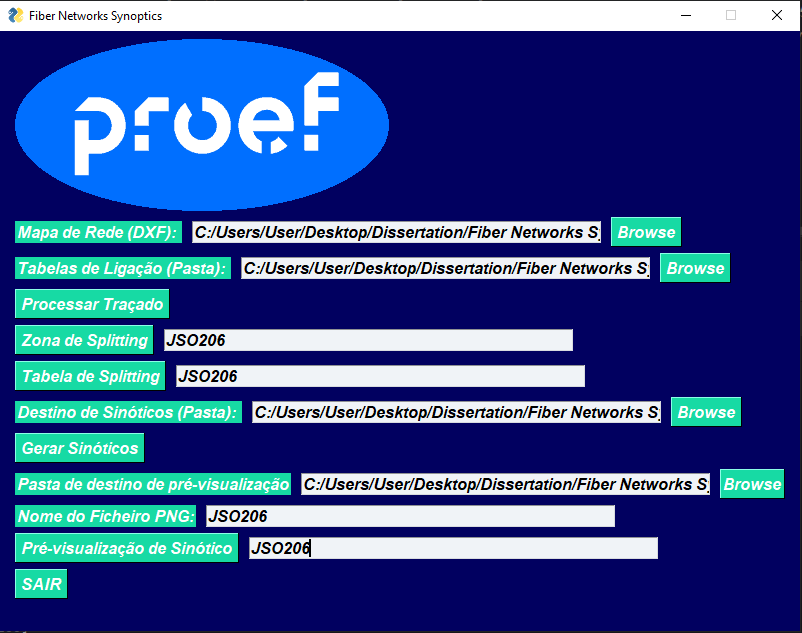 Fiber Networks Synoptics
proef
Mapa de Rede (DXF): C:/Users/User/Desktop/Dissertation/Fiber Networks S Browse
Tabelas de Ligação (Pasta): C:/Users/User/Desktop/Dissertation/Fiber Networks Sy Browse
Processar Traçado
Zona de Splitting JSO206
Tabela de Splitting JSO206
Destino de Sinóticos (Pasta): C:/Users/User/Desktop/Dissertation/Fiber Networks Sy Browse
Gerar Sinóticos
Pasta de destino de pré-visualização C:/Users/User/Desktop/Dissertation/Fiber Networks Sy Browse
Nome do Ficheiro PNG: JSO206
Pré-visualização de Sinótico JSO206
SAIR